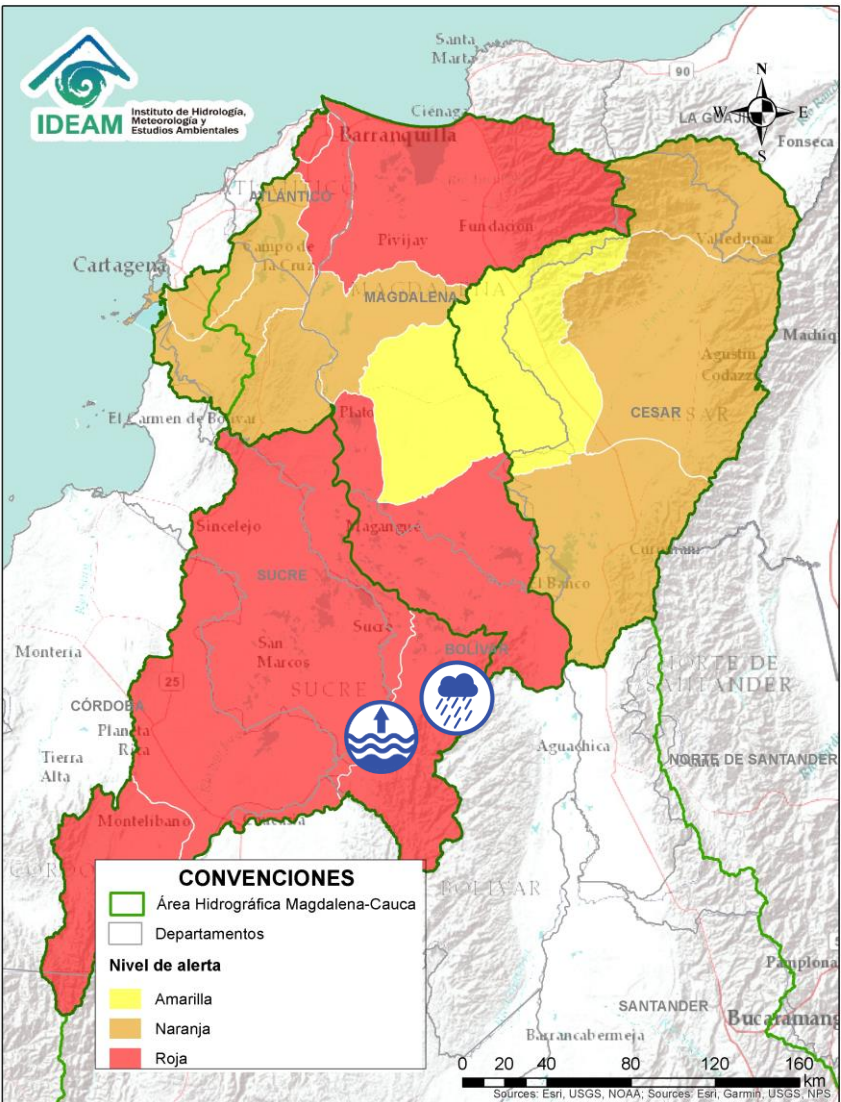 IDEAM
Instituto de Hidrología,
Meteorología y
Estudios Ambientales
Santa
Marta
90
N
W
E
S
LA GUAJIRA
Fonseca
Ciénaga
Barranquilla
ATLÁNTICO
ATLÁNTICO
Campo de
la Cruz
Pivijay
Fundación
Valledupar
Cartagena
MAGDALENA
MAGDALENA
Machiq
Agustín
Codazzi
CESAR
CESAR
El Carmen de Bolívar
Plato
Sincelejo
Magangué
SUCRE
El Banco
Sucre
BOLÍVAR
San
Marcos
SUCRE
Montería
25
CÓRDOBA
Planeta
Rica
Tierra
Alta
NORTE DE
SANTANDER
Aguachica
NORTE DE SANTANDER
Montelíbano
BOLÍVAR
CONVENCIONES
Área Hidrográfica Magdalena-Cauca
Departamentos
Nivel de alerta
Amarilla
Naranja
Roja
Pamplona
SANTANDER
Bucaramang
Barrancabermeja
0 20 40 80 120 160
km
Sources: Esri, USGS, NOAA; Sources: Esri, Garmin, USGS, NPS